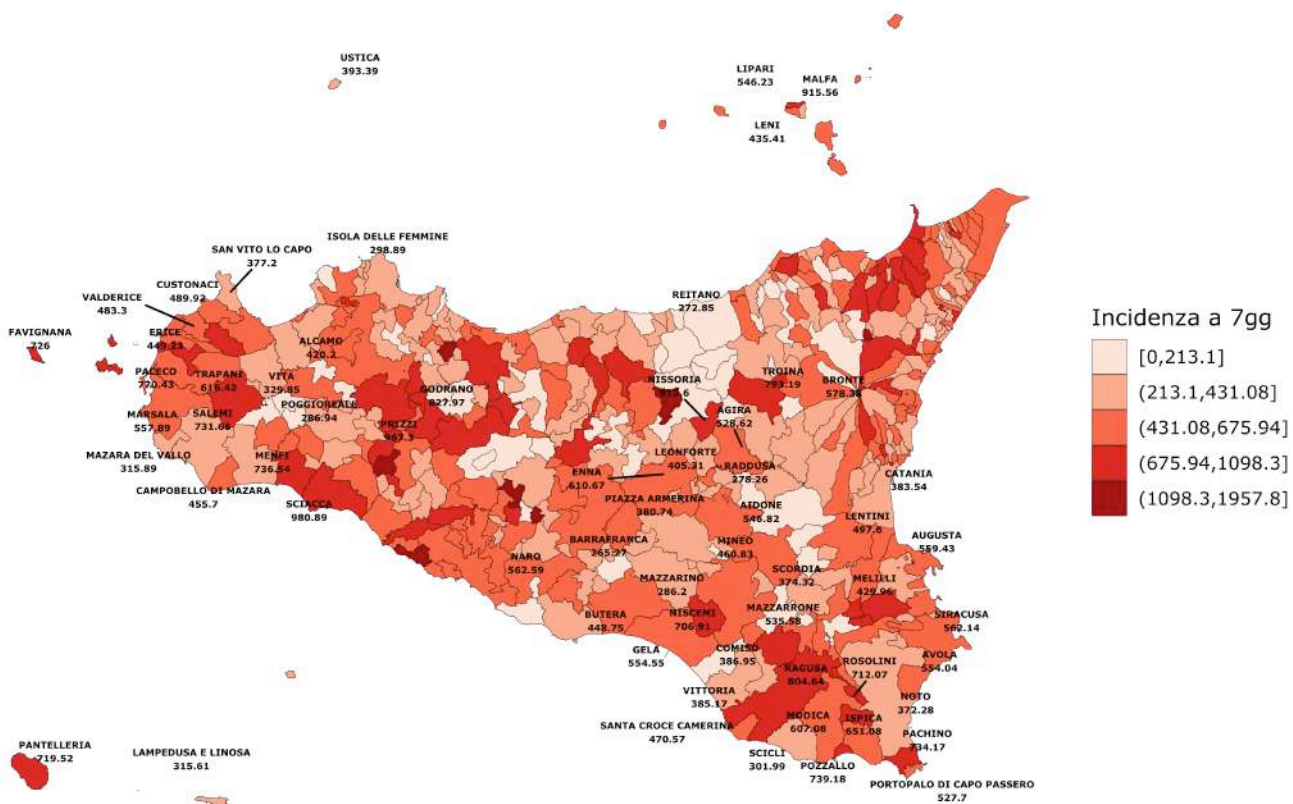 USTICA
393.39
LIPARI
546.23
MALFA
915.56
LENI
435.41
ISOLA DELLE FEMMINE
298.89
SAN VITO LO CAPO
377.2
CUSTONACI
489.92
VALDERICE
483.3
REITANO
272.85
FAVIGNANA
726
ERICE
449.23
ALCAMO
420.2
PACECO
770.43
TRAPANI
616.42
VITA
329.85
GODRANO
827.97
NISSORIA
TROINA
793.19
BRONTE
578.38
POGGIOREALE
286.94
MARSALA
557.89
SALEMI
731.06
PRIZZI
AGIRA
528.62
MAZARA DEL VALLO
315.89
MENFI
736.54
LEONFORTE
405.31
RADDUSA
278.26
ENNA
610.67
CATANIA
383.54
CAMPOBELLO DI MAZARA
455.7
SCIACCA
980.89
PIAZZA ARMERINA
380.74
AIDONE
546.82
LENTINI
497.6
AUGUSTA
559.43
NARO
562.59
BARRAFRANCA
265.27
MINEO
460.83
SCORDIA
374.32
MELILLI
429.96
MAZZARINO
286.2
BUTERA
448.75
NISCEMI
706.91
MAZZARRONE
535.58
SIRACUSA
562.14
GELA
554.55
COMISO
386.95
RAGUSA
804.64
ROSOLINI
712.07
AVOLA
554.04
VITTORIA
385.17
NOTO
372.28
SANTA CROCE CAMERINA
470.57
MODICA
607.08
ISPICA
651.08
PACHINO
734.17
SCICLI
301.99
POZZALLO
739.18
PORTOPALO DI CAPO PASSERO
527.7
PANTELLERIA
719.52
LAMPEDUSA E LINOSA
315.61
Incidenza a 7gg
[0,213.1]
(213.1,431.08]
(431.08,675.94]
(675.94,1098.3]
(1098.3,1957.8]